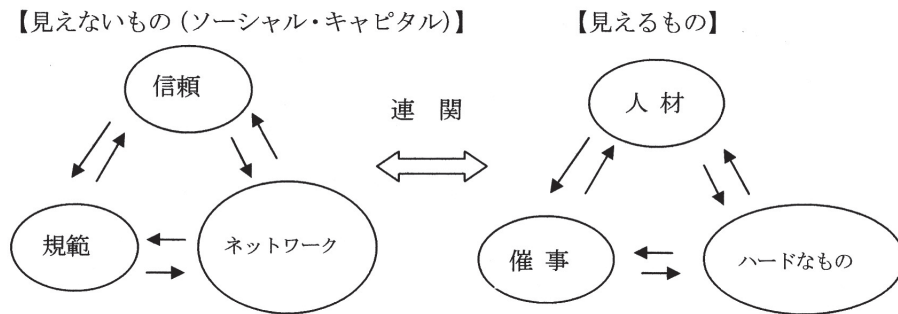 【見えないもの（ソーシャル・キャピタル）】
【見えるもの】
信頼
人 材
連 関
規範
ネットワーク
催 事
ハードなもの